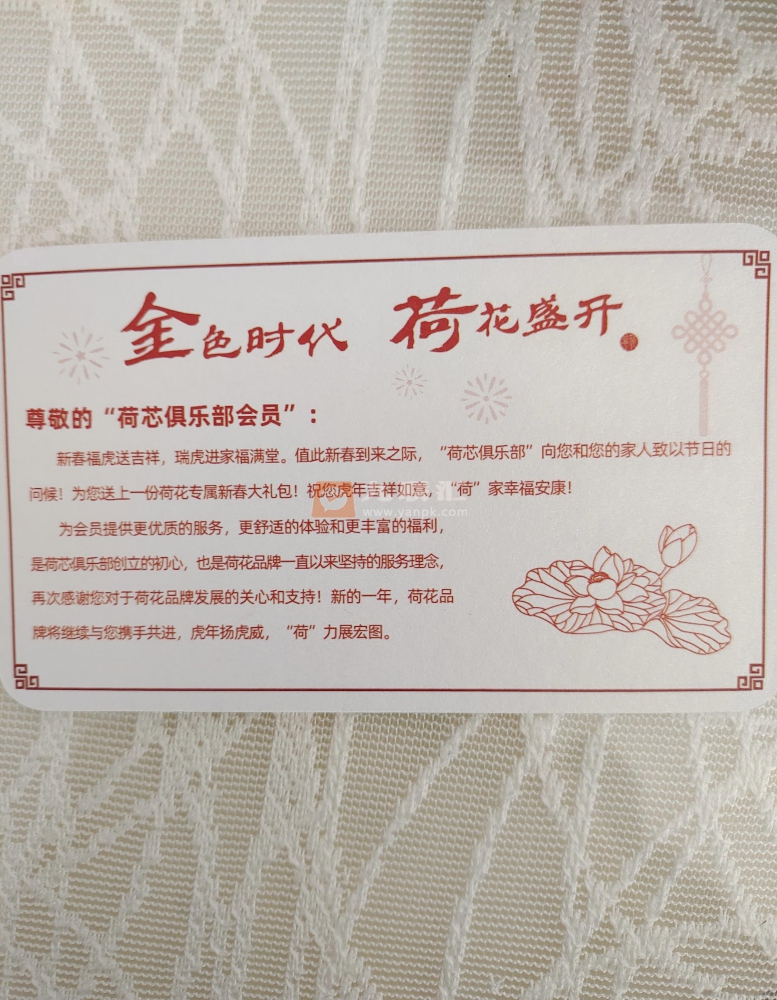 金色时代 荷花盛开
尊敬的“荷芯俱乐部会员”：
新春福虎送吉祥，瑞虎进家福满堂。值此新春到来之际，“荷芯俱乐部”向您和您的家人致以节日的
问候！为您送上一份荷花专属新春大礼包！祝您虎年吉祥如意，“荷”家幸福安康！
www.yanpk.com
为会员提供更优质的服务，更舒适的体验和更丰富的福利，
是荷芯俱乐部创立的初心，也是荷花品牌一直以来坚持的服务理念，
再次感谢您对于荷花品牌发展的关心和支持！新的一年，荷花品
牌将继续与您携手共进，虎年扬虎威，“荷”力展宏图。